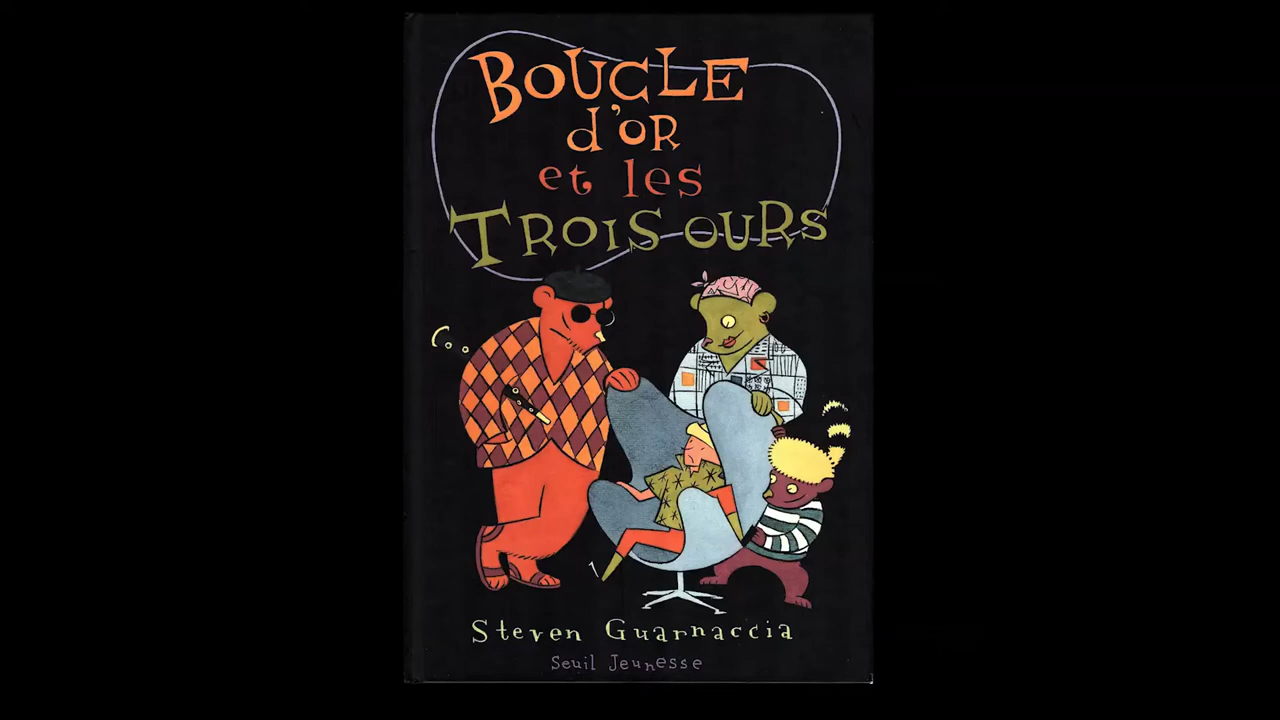 BOUCLE
d'OR
et les
TROIS OURS
Steven Guarnaccia
Seuil Jeunesse